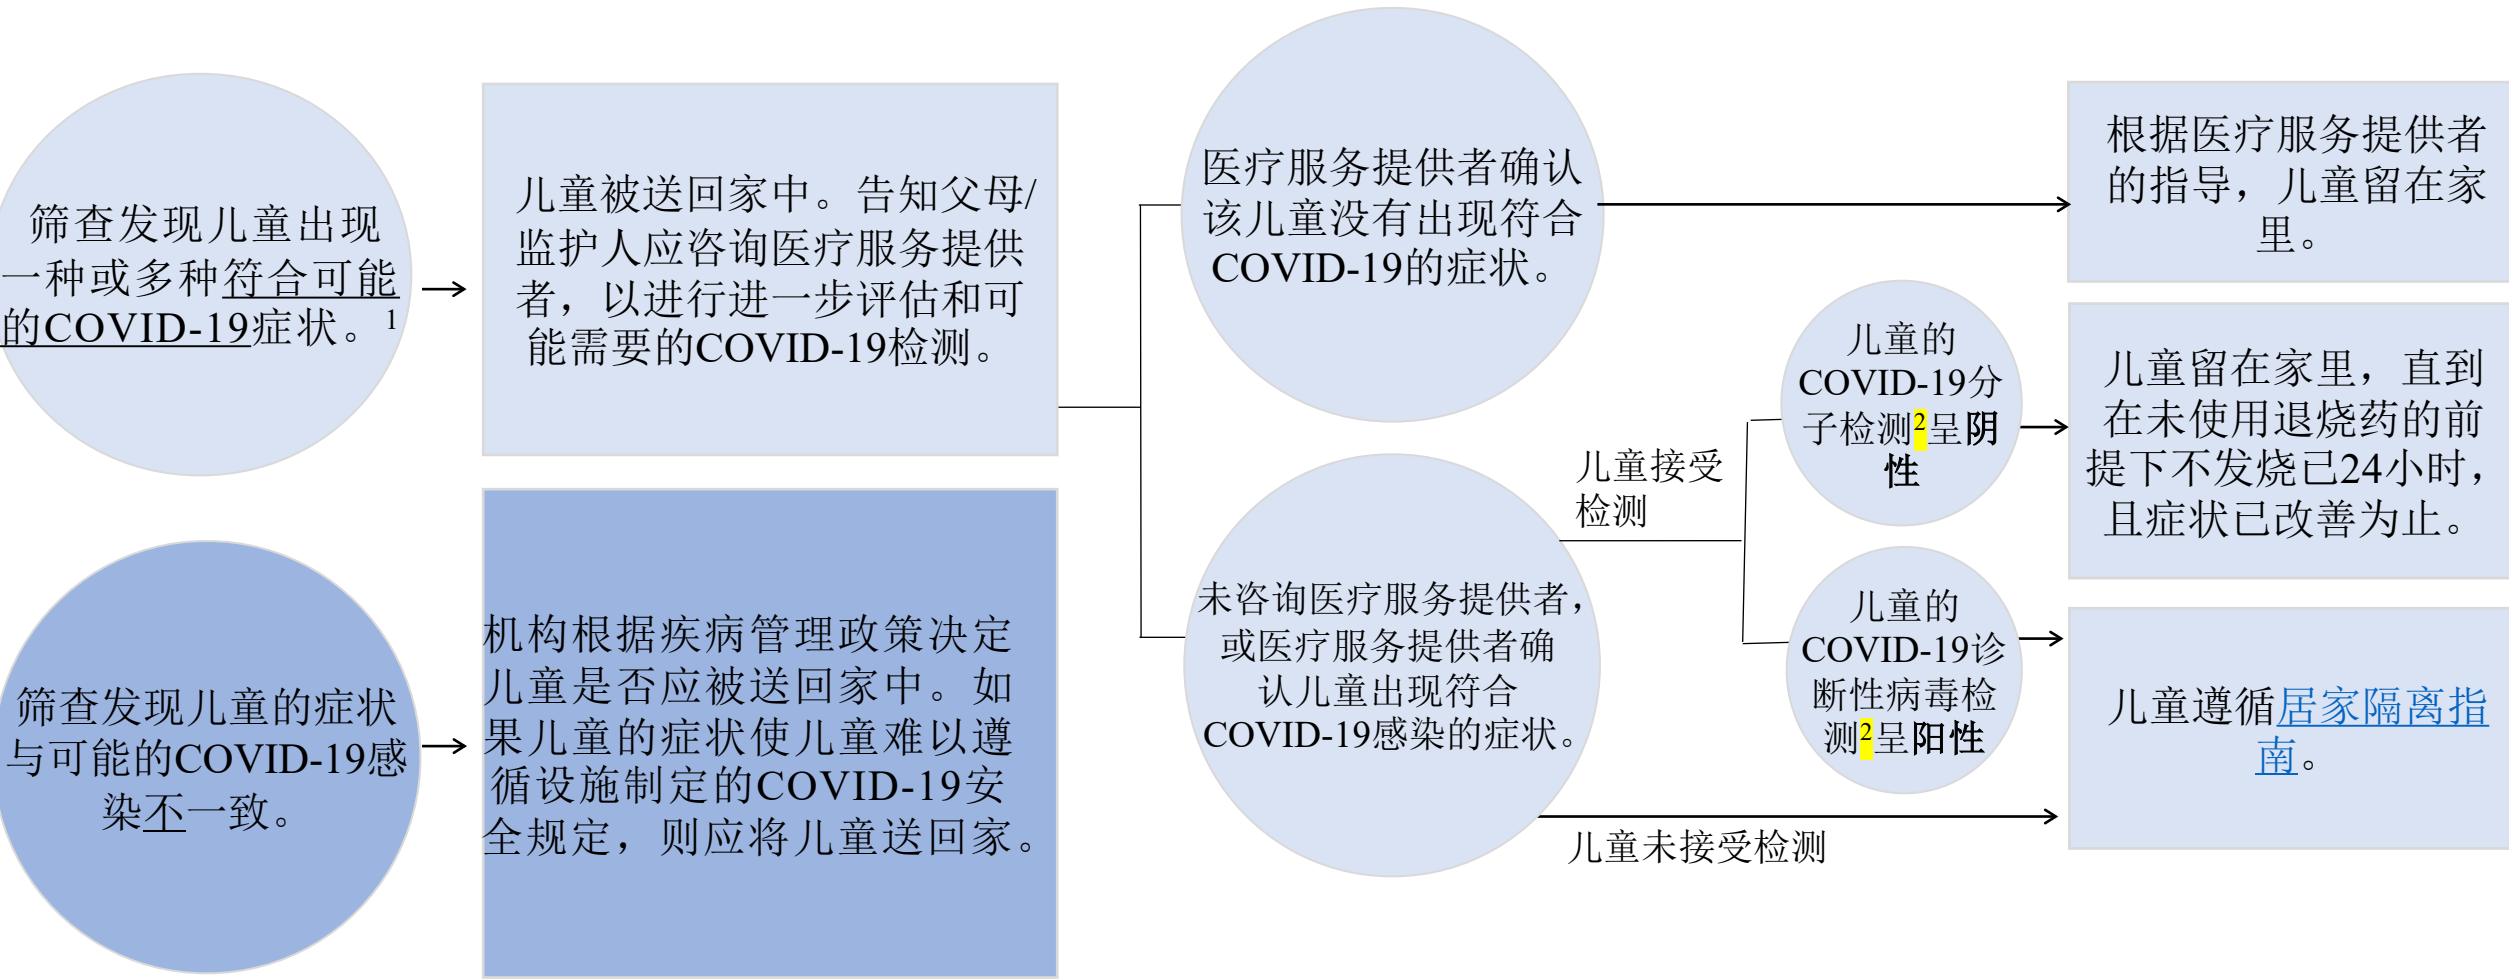 筛查发现儿童出现
一种或多种符合可能
的COVID-19症状。1
儿童被送回家中。告知父母/
监护人应咨询医疗服务提供
者，以进行进一步评估和可
能需要的COVID-19检测。
医疗服务提供者确认
该儿童没有出现符合
COVID-19的症状。
根据医疗服务提供者
的指导，儿童留在家
里。
儿童接受
检测
儿童的
COVID-19分
子检测2呈阴
性
儿童留在家里，直到
在未使用退烧药的前
提下不发烧已24小时，
且症状已改善为止。
未咨询医疗服务提供者，
或医疗服务提供者确
认儿童出现符合
COVID-19感染的症状。
儿童的
COVID-19诊
断性病毒检
测2呈阳性
儿童遵循居家隔离指
南。
儿童未接受检测
筛查发现儿童的症状
与可能的COVID-19感
染不一致。
机构根据疾病管理政策决定
儿童是否应被送回家中。如
果儿童的症状使儿童难以遵
循设施制定的COVID-19安
全规定，则应将儿童送回家。